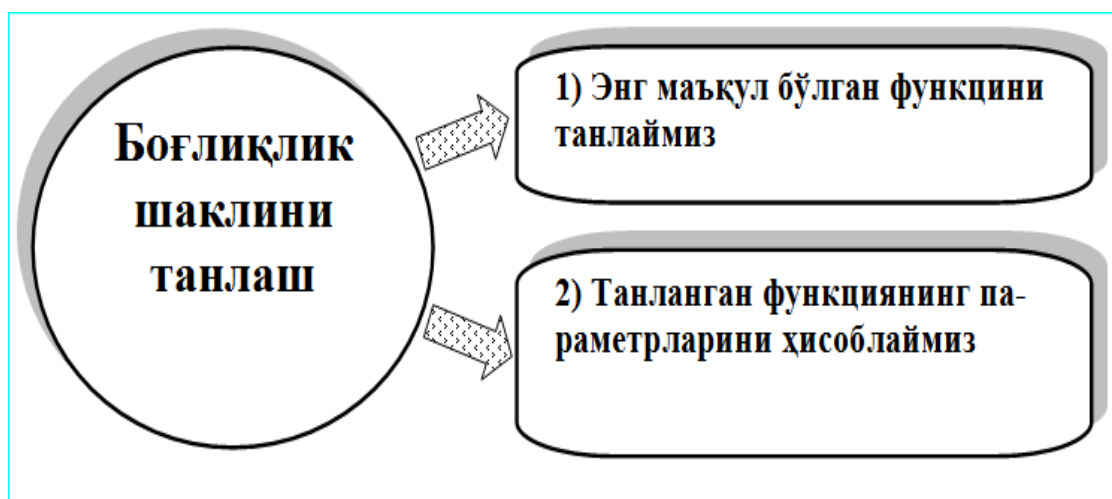 Боғлиқлик
шаклини
танлаш
1) Энг маъқул бўлган функцини
танлаймиз
2) Танланган функциянинг па-
раметрларини ҳисоблаймиз